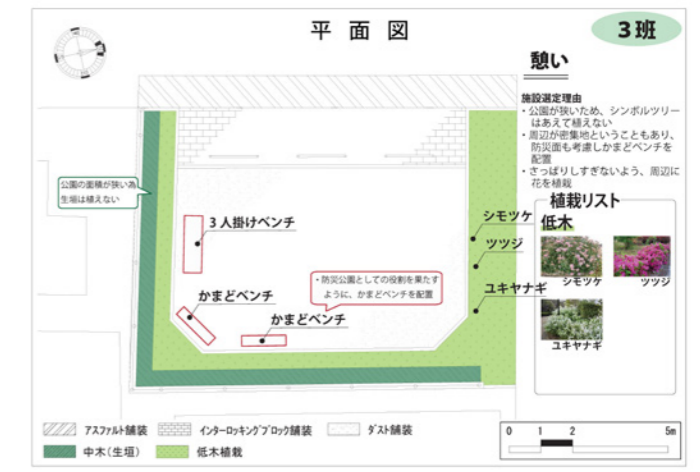 平面図
3班
憩い
施設選定理由
・公園が狭いため、シンボルツリー
はあえて植えない
・周辺が密集地ということもあり、
防災面も考慮しかまどベンチを
配置
・さっぱりしすぎないよう、周辺に
花を植栽
植栽リスト
低木
シモツケ
ツツジ
ユキヤナギ
公園の面積が狭い為
生垣は植えない
3人掛けベンチ
かまどベンチ
かまどベンチ
・防災公園としての役割を果たす
ように、かまどベンチを配置
シモツケ
ツツジ
ユキヤナギ
アスファルト舗装
インターロッキングブロック舗装
ダスト舗装
中木(生垣)
低木植栽
0 1 2 5m